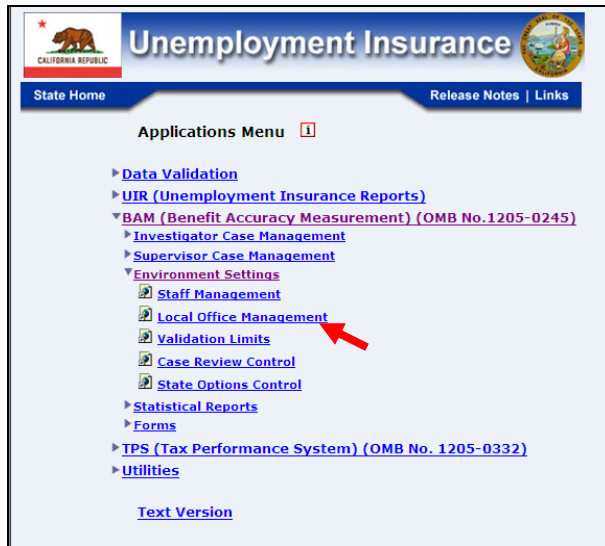 CALIFORNIA REPUBLIC
Unemployment Insurance
State Home
Release Notes | Links
Applications Menu i
Data Validation
UIR (Unemployment Insurance Reports)
BAM (Benefit Accuracy Measurement) (OMB No.1205-0245)
Investigator Case Management
Supervisor Case Management
Environment Settings
Staff Management
Local Office Management
Validation Limits
Case Review Control
State Options Control
Statistical Reports
Forms
TPS (Tax Performance System) (OMB No. 1205-0332)
Utilities
Text Version